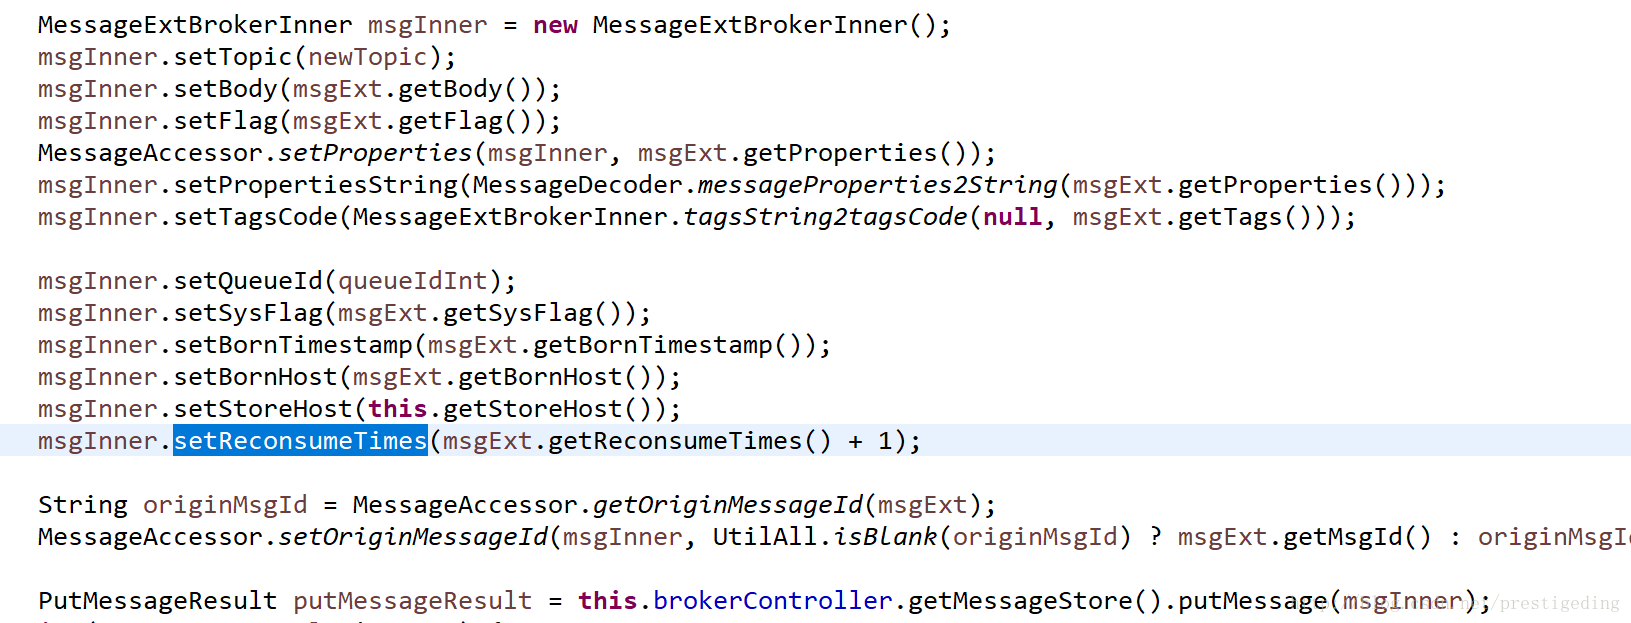 MessageExtBrokerInner msgInner = new MessageExtBrokerInner();
msgInner.setTopic(newTopic);
msgInner.setBody(msgExt.getBody());
msgInner.setFlag(msgExt.getFlag());
MessageAccessor.setProperties(msgInner, msgExt.getProperties());
msgInner.setPropertiesString(MessageDecoder.messageProperties2String(msgExt.getProperties()));
msgInner.setTagsCode(MessageExtBrokerInner.tagsString2tagsCode(null, msgExt.getTags()));
msgInner.setQueueId(queueIdInt);
msgInner.setSysFlag(msgExt.getSysFlag());
msgInner.setBornTimestamp(msgExt.getBornTimestamp());
msgInner.setBornHost(msgExt.getBornHost());
msgInner.setStoreHost(this.getStoreHost());
msgInner.setReconsumeTimes(msgExt.getReconsumeTimes() + 1);
String originMsgId = MessageAccessor.getOriginMessageId(msgExt);
MessageAccessor.setOriginMessageId(msgInner, UtilAll.isBlank(originMsgId) ? msgExt.getMsgId() : originMsgI
PutMessageResult putMessageResult = this.brokerController.getMessageStore().putMessage(msgInner);
/prestigeding